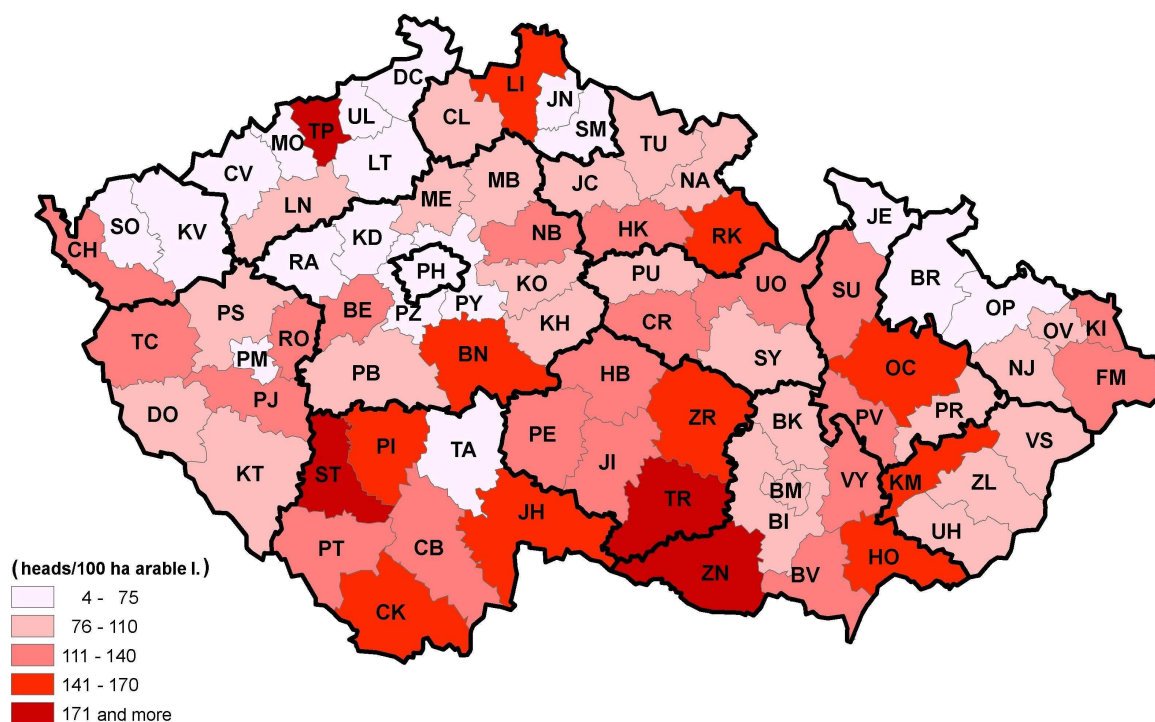 DC
LI
JN
UL
CL
SM
TP
MO
TU
LT
CV
MB
JC
NA
ME
LN
SO
KV
KD
NB
HK
RK
JE
CH
RA
PH
BR
KO
PU
UO
SU
OP
PS
BE
PZ
PY
OV
KI
TC
RO
KH
CR
PM
BN
SY
OC
NJ
FM
PB
HB
PJ
DO
ZR
PV
PR
BK
VS
PI
TA
PE
JI
KT
ST
VY
KM
ZL
BM
TR
JH
BI
UH
PT
CB
HO
ZN
BV
CK
(heads/100 ha arable l.)
4 - 75
76 - 110
111 - 140
141 - 170
171 and more